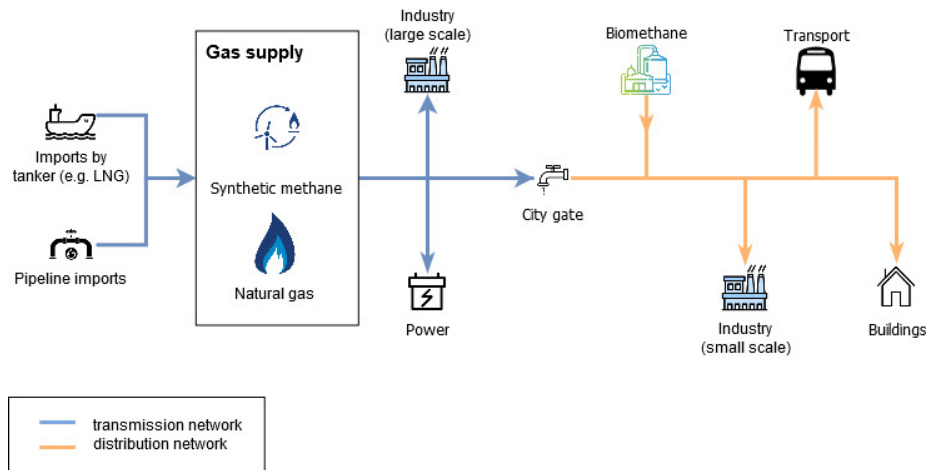 Industry
(large scale)
Biomethane
Transport
Gas supply
Imports by
tanker (e.g. LNG)
Synthetic methane
City gate
Pipeline imports
Natural gas
Power
Industry
(small scale)
Buildings
transmission network
distribution network